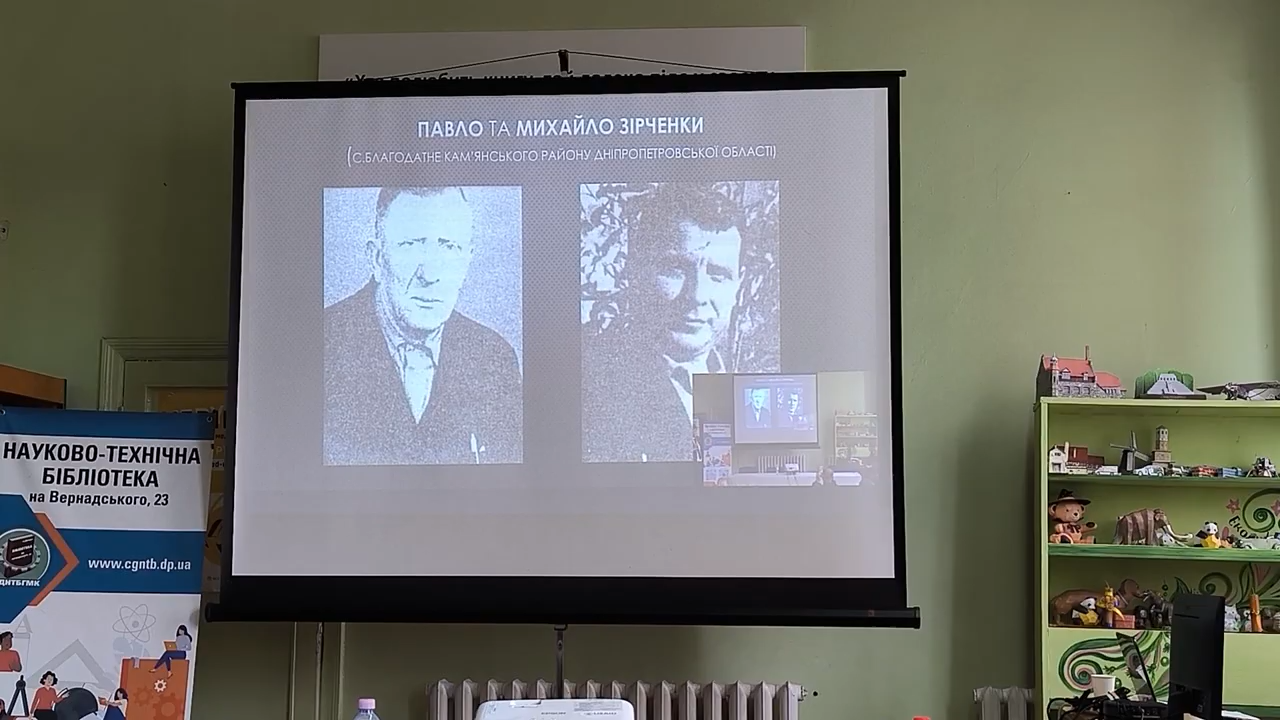 ПАВЛО ТА МИХАЙЛО ЗІРЧЕНКИ
(С.БЛАГОДАТНЕ КАМ'ЯНСЬКОГО РАЙОНУ ДНІПРОПЕТРОВСЬКОЇ ОБЛАСТІ)
НАУКОВО-ТЕХНІЧНА
БІБЛІОТЕКА
на Вернадського, 23
www.cgntb.dp.ua